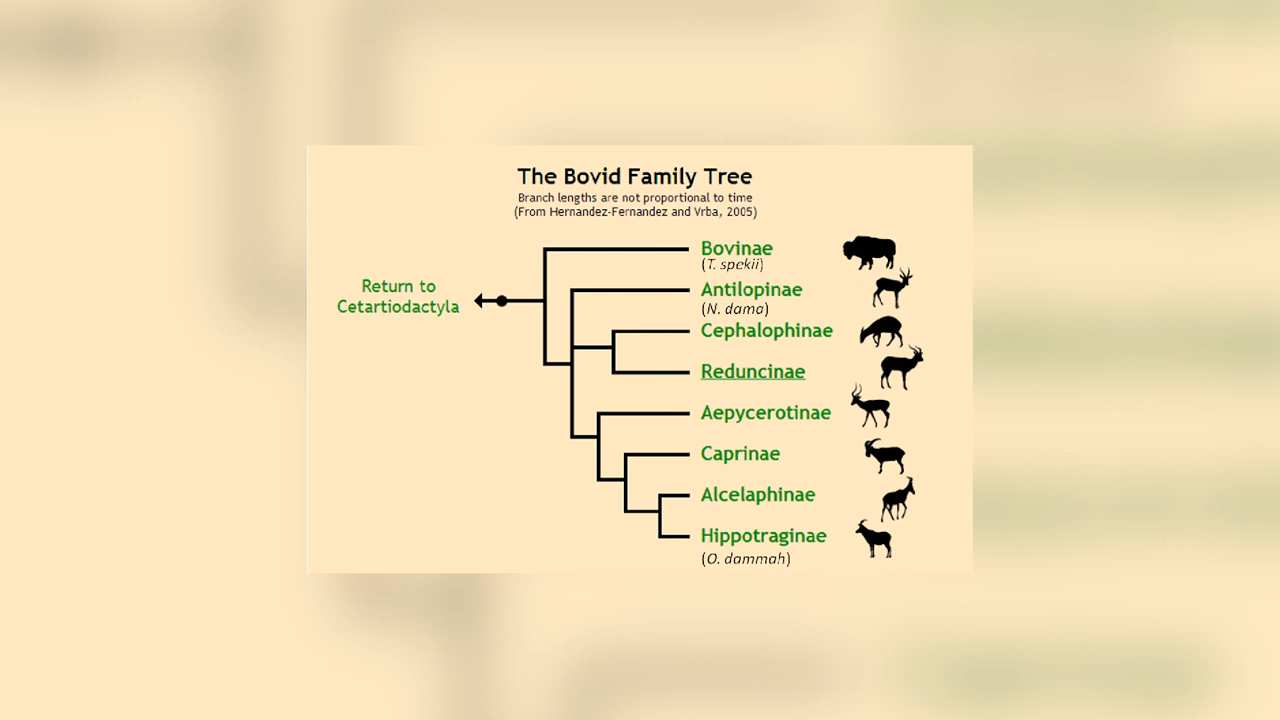 The Bovid Family Tree
Branch lengths are not proportional to time
(From Hernandez-Fernandez and Vrba, 2005)
Return to
Cetartiodactyla
Bovinae
(T. spekii)
Antilopinae
(N. dama)
Cephalophinae
Reduncinae
Aepycerotinae
Caprinae
Alcelaphinae
Hippotraginae
(O. dammah)